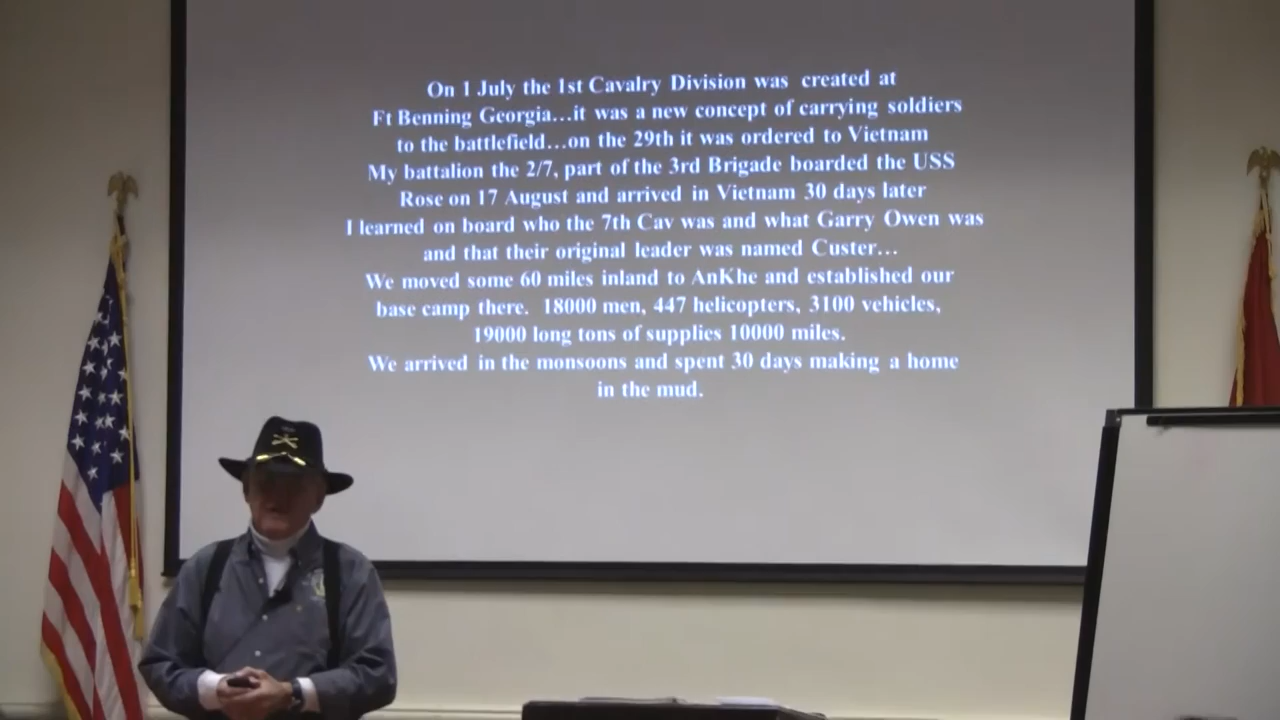 On 1 July the 1st Cavalry Division was created at
Ft Benning Georgia...it was a new concept of carrying soldiers
to the battlefield...on the 29th it was ordered to Vietnam
My battalion the 2/7, part of the 3rd Brigade boarded the USS
Rose on 17 August and arrived in Vietnam 30 days later
I learned on board who the 7th Cav was and what Garry Owen was
and that their original leader was named Custer...
We moved some 60 miles inland to AnKhe and established our
base camp there. 18000 men, 447 helicopters, 3100 vehicles,
19000 long tons of supplies 10000 miles.
We arrived in the monsoons and spent 30 days making a home
in the mud.